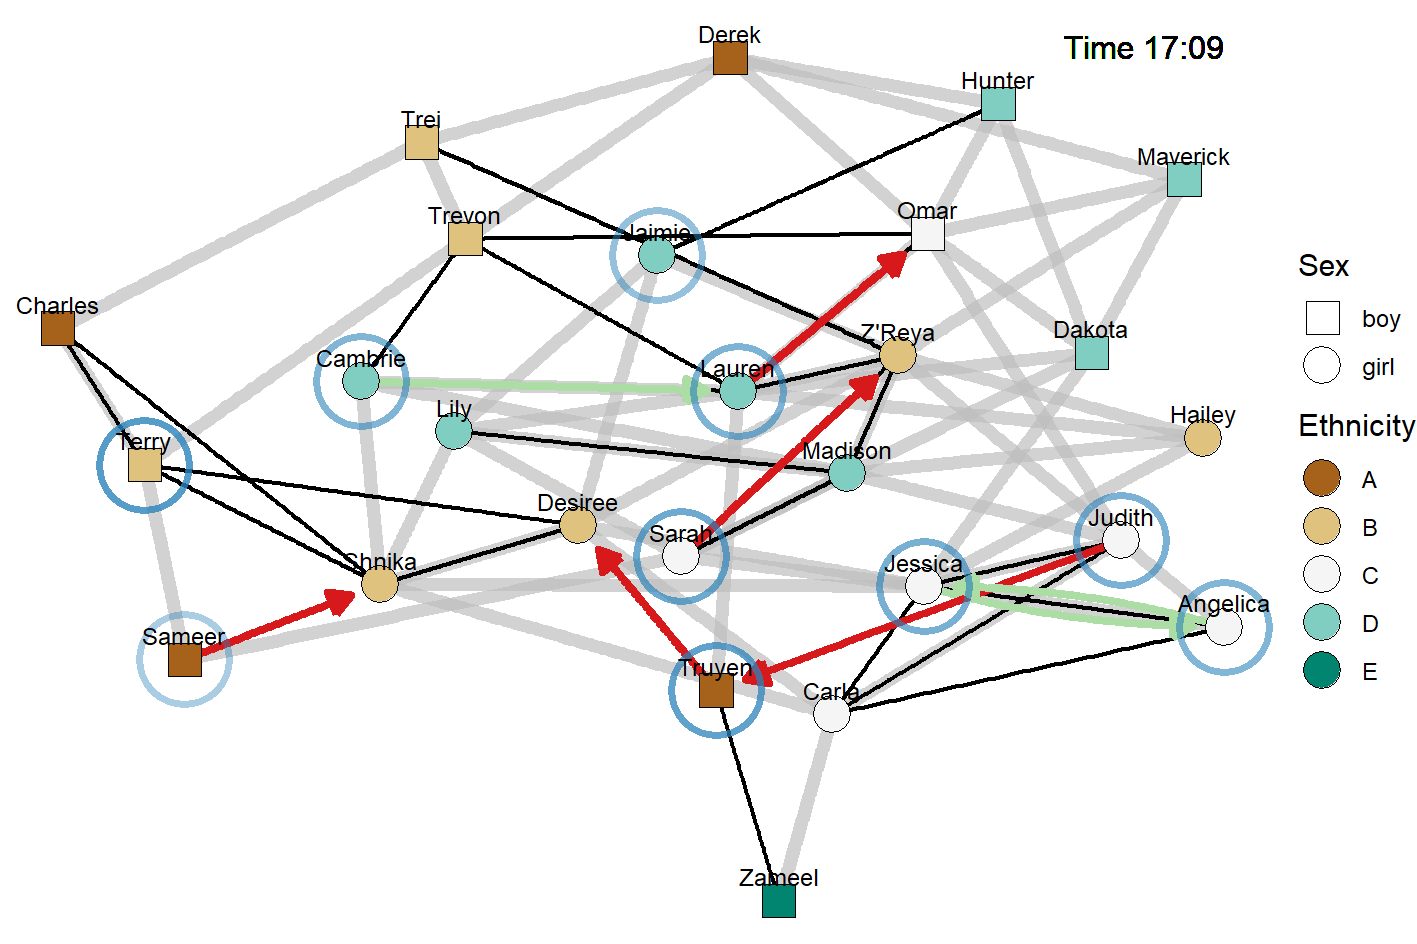 Derek
Time 17:09
Hunter
Trei
Maverick
Trevon
Omar
Jaimie
Sex
Charles
boy
Z'Reya
Dakota
Cambrie
Lauren
girl
Lily
Hailey
Ethnicity
Terry
Madison
A
Desiree
Judith
B
Sarah
Shnika
Jessica
C
Angelica
D
Sameer
Truyen
E
Carla
Zameel